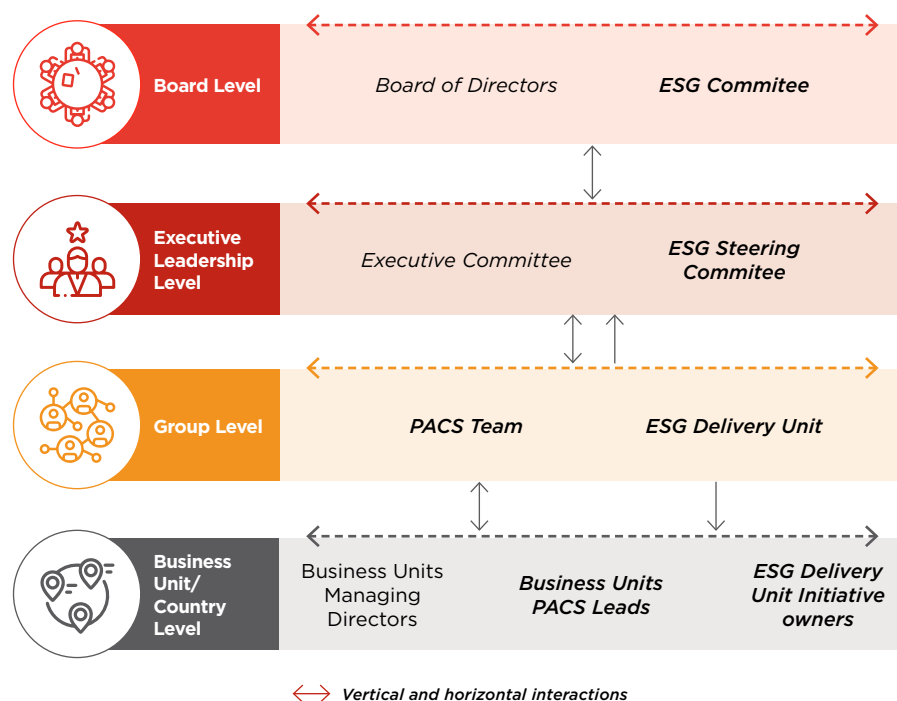 Board Level
Board of Directors
ESG Commitee
Executive
Leadership
Level
Executive Committee
ESG Steering
Commitee
Group Level
PACS Team
ESG Delivery Unit
Business
Unit/
Country
Level
Business Units
Managing
Directors
Business Units
PACS Leads
ESG Delivery
Unit Initiative
owners
Vertical and horizontal interactions